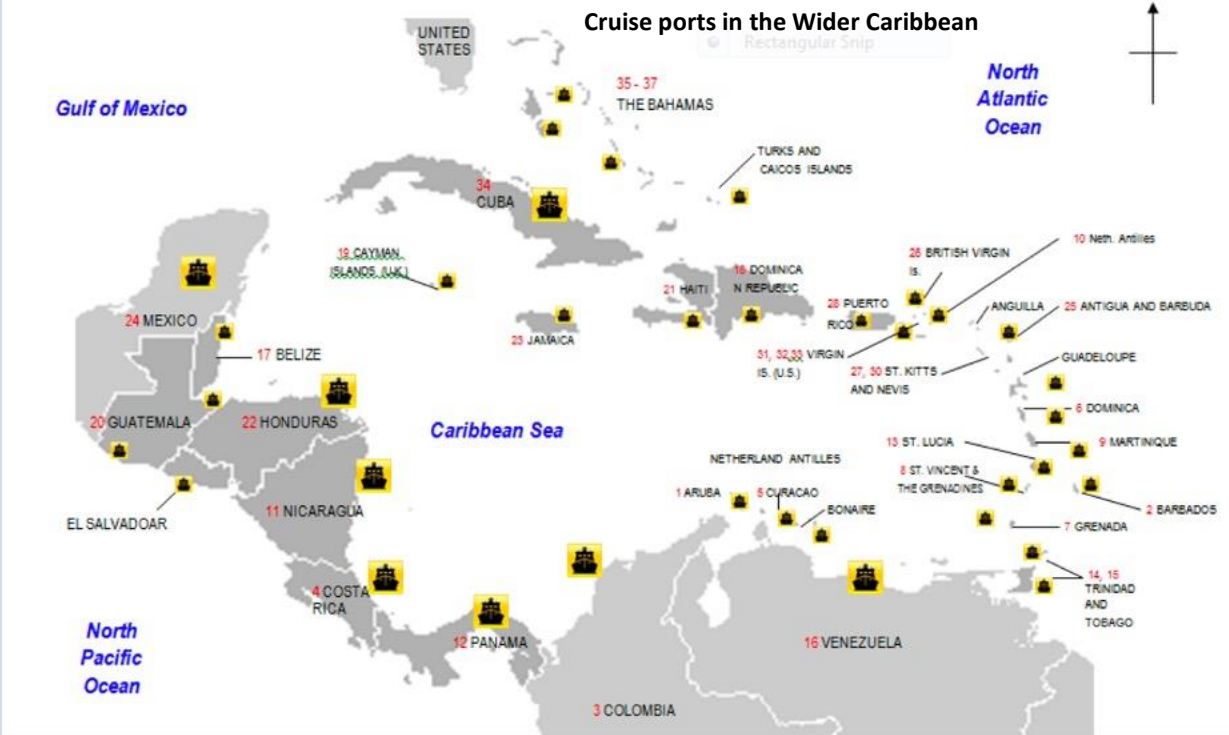 Cruise ports in the Wider Caribbean
Rectangular Snip
UNITED
STATES
Gulf of Mexico
35 - 37
THE BAHAMAS
North
Atlantic
Ocean
TURKS AND
CAICOS ISLANDS
34
CUBA
19 CAYMAN
ISLANDS (U.K.)
21 HAITI
18 DOMINICA
N REPUBLIC
26 BRITISH VIRGIN
IS.
10 Neth. Antilles
28 PUERTO
RICO
ANGUILLA
25 ANTIGUA AND BARBUDA
24 MEXICO
23 JAMAICA
17 BELIZE
31, 32,33 VIRGIN
IS. (U.S.)
27, 30 ST. KITTS
AND NEVIS
GUADELOUPE
20 GUATEMALA
22 HONDURAS
Caribbean Sea
6 DOMINICA
13 ST. LUCIA
9 MARTINIQUE
NETHERLAND ANTILLES
8 ST. VINCENT &
THE GRENADINES
1 ARUBA
5 CURACAO
BONAIRE
2 BARBADOS
EL SALVADOAR
11 NICARAGUA
7 GRENADA
4 COSTA
RICA
14, 15
TRINIDAD
AND
TOBAGO
North
Pacific
Ocean
12 PANAMA
16 VENEZUELA
3 COLOMBIA